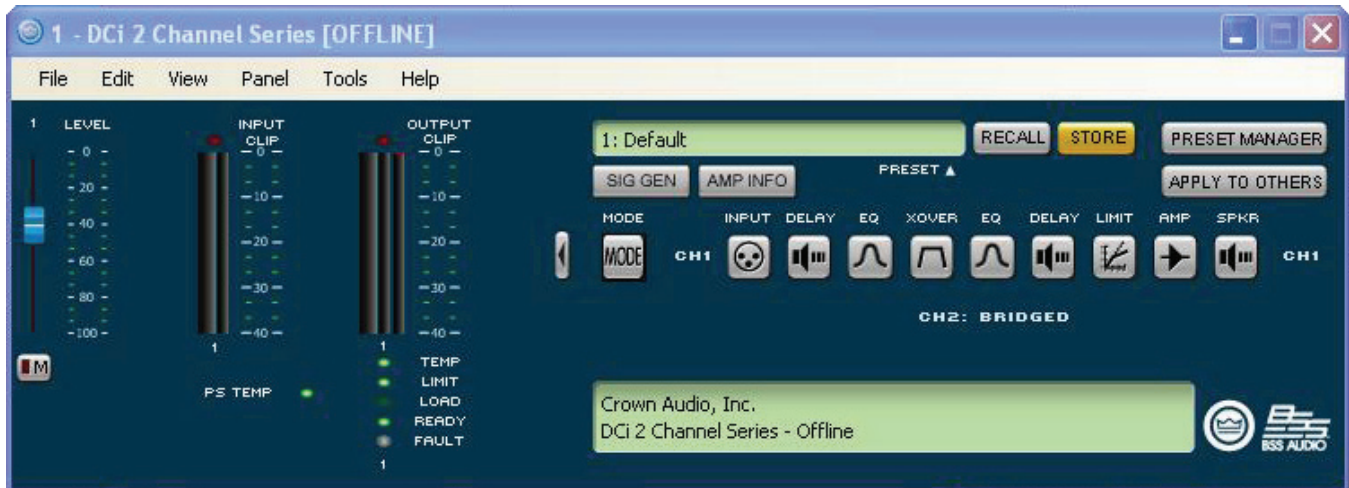 1 - DCi 2 Channel Series [OFFLINE]
File Edit View Panel Tools Help
1 LEVEL INPUT CLIP OUTPUT CLIP
- 0 -
- 20 -
- 40 -
- 60 -
- 80 -
-100-
M
- 0 -
-10-
-20-
-30-
-40-
1
PS TEMP
- 0 -
-10-
-20-
-30-
-40-
1
TEMP
LIMIT
LOAD
READY
FAULT
1
1: Default
RECALL STORE PRESET MANAGER
PRESET ▲
SIG GEN AMP INFO APPLY TO OTHERS
MODE INPUT DELAY EQ XOVER EQ DELAY LIMIT AMP SPKR
MODE CH1 CH1
CH2: BRIDGED
Crown Audio, Inc.
DCi 2 Channel Series - Offline
BSS
BSS AUDIO